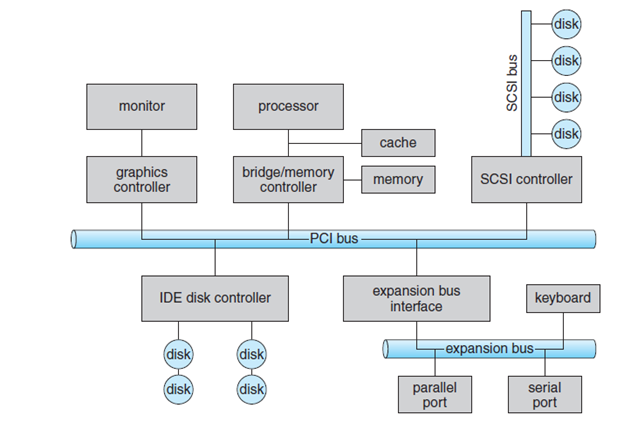 disk
disk
disk
disk
SCSI bus
monitor
processor
cache
graphics
controller
bridge/memory
controller
memory
SCSI controller
PCI bus
IDE disk controller
expansion bus
interface
keyboard
expansion bus
disk
disk
disk
disk
parallel
port
serial
port